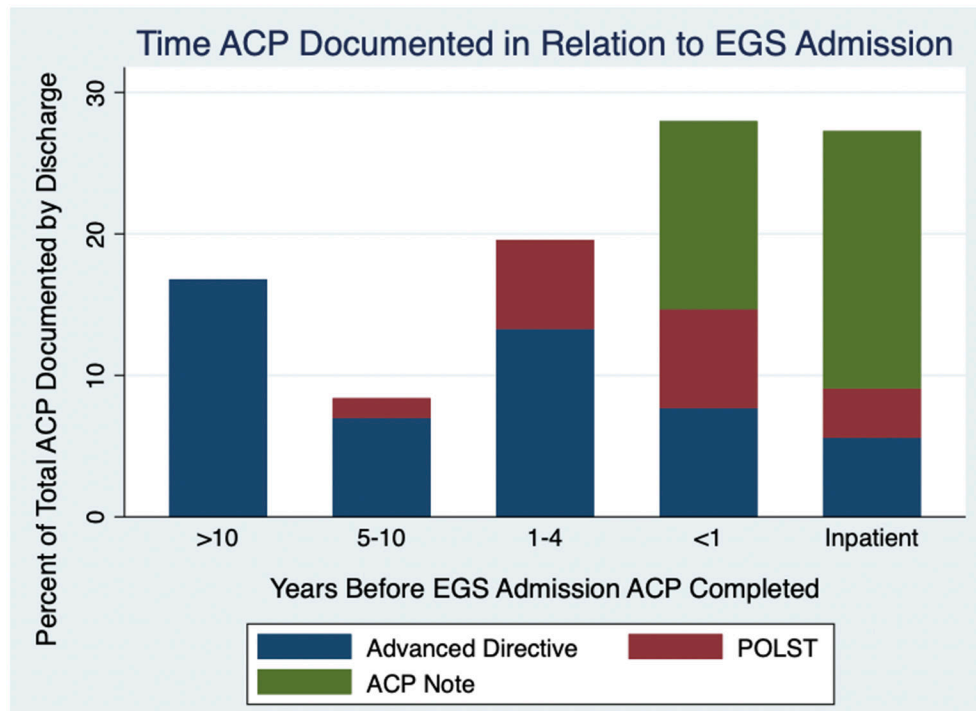 Time ACP Documented in Relation to EGS Admission
Percent of Total ACP Documented by Discharge
30
20
10
0
>10
5-10
1-4
<1
Inpatient
Years Before EGS Admission ACP Completed
Advanced Directive
POLST
ACP Note